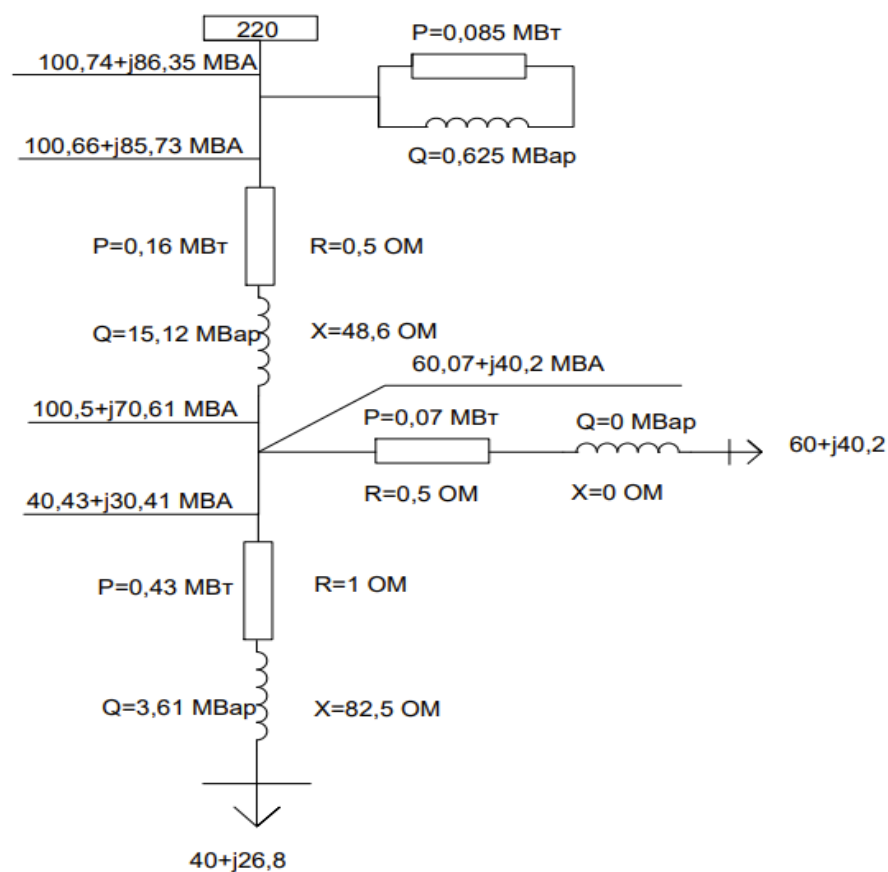 220
P=0,085 МВт
100,74+j86,35 МВА
100,66+j85,73 МВА
Q=0,625 МВар
P=0,16 МВт
R=0,5 ОМ
Q=15,12 МВар
X=48,6 ОМ
60,07+j40,2 МВА
100,5+j70,61 МВА
P=0,07 МВт
Q=0 МВар
60+j40,2
R=0,5 ОМ
X=0 ОМ
40,43+j30,41 МВА
P=0,43 МВт
R=1 ОМ
Q=3,61 МВар
X=82,5 ОМ
40+j26,8